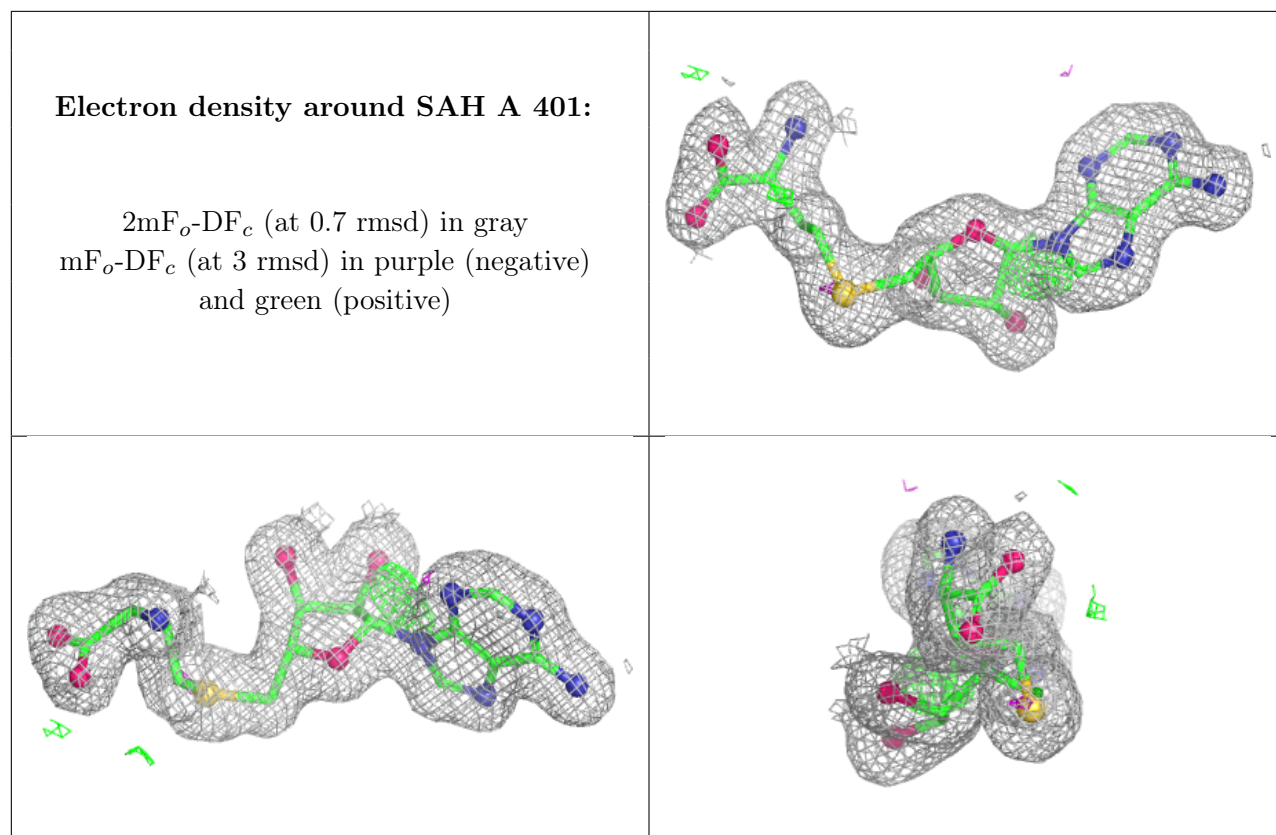 Electron density around SAH A 401:
2mFo-DFc (at 0.7 rmsd) in gray
mFo-DFc (at 3 rmsd) in purple (negative)
and green (positive)